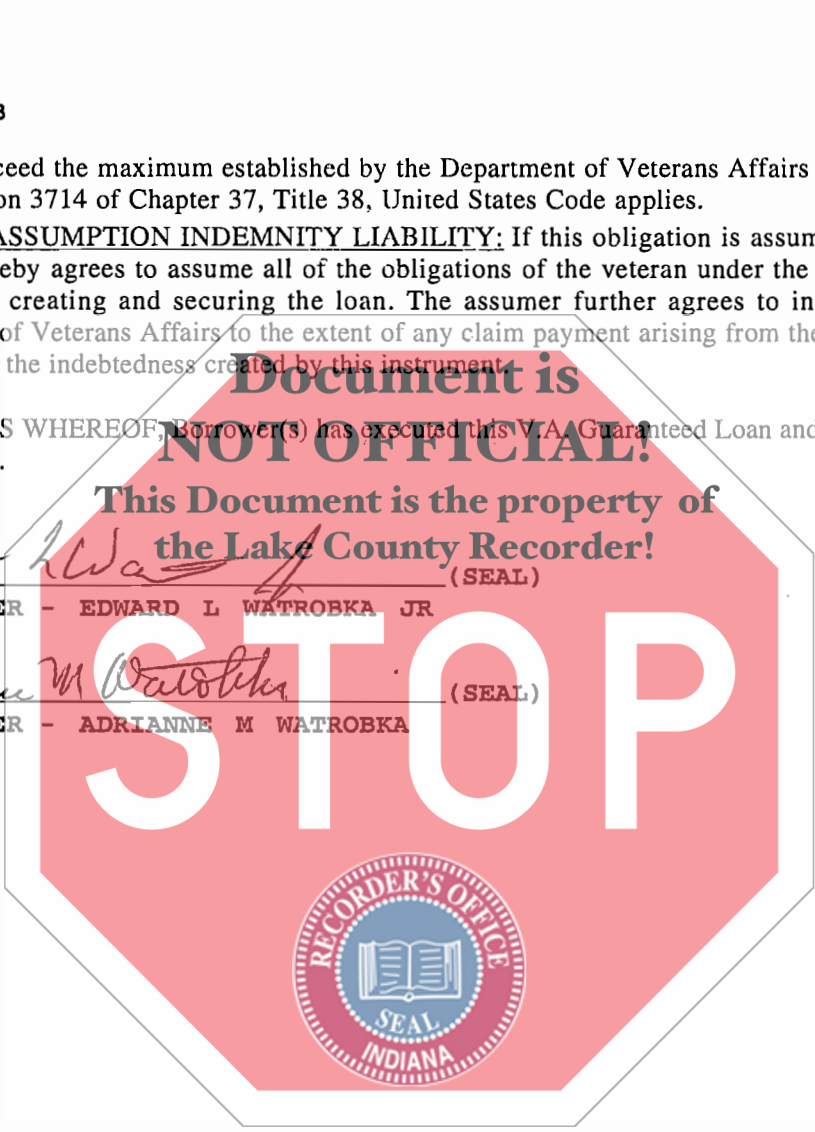 3
ceed the maximum established by the Department of Veterans Affairs
on 3714 of Chapter 37, Title 38, United States Code applies.
ASSUMPTION INDEMNITY LIABILITY: If this obligation is assum
eby agrees to assume all of the obligations of the veteran under the
creating and securing the loan. The assumer further agrees to in
of Veterans Affairs to the extent of any claim payment arising from the
the indebtedness created by this instrument.
Document is
S WHEREOF, Borrower(s) has executed this V.A. Guaranteed Loan and
NOT OFFICIAL!
This Document is the property of
the Lake County Recorder!
L Wa Jr (SEAL)
ER - EDWARD L WATROBKA JR
M Watrobka (SEAL)
ER - ADRIANNE M WATROBKA
STOP
RECORDER'S OFFICE
SEAL
INDIANA